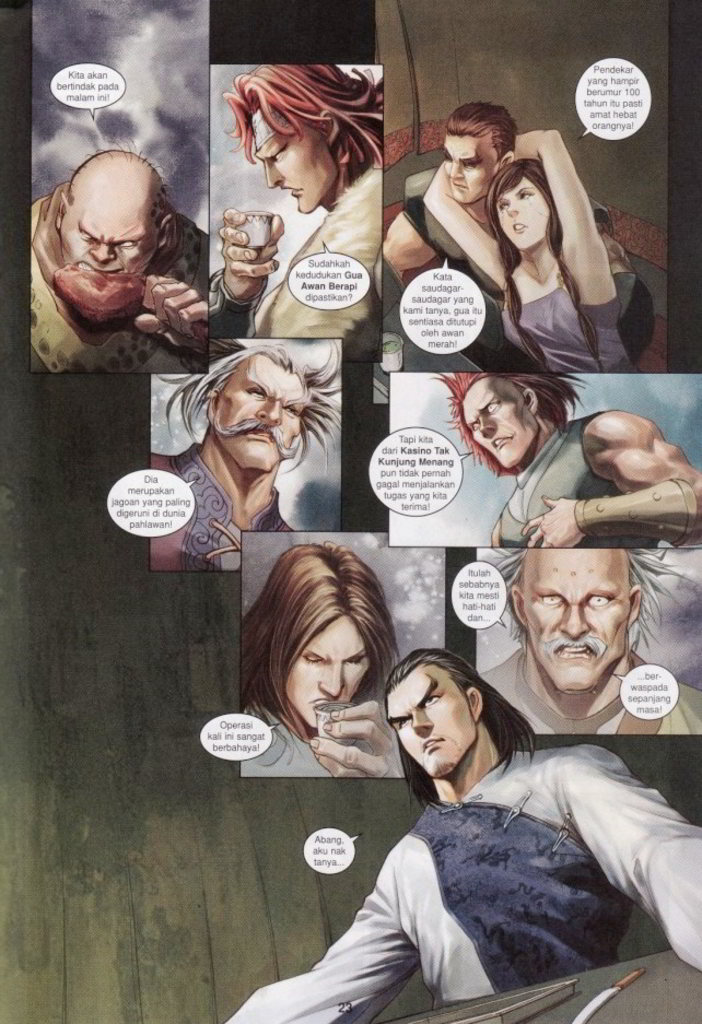 Kita akan
bertindak pada
malam ini!
Sudahkah
kedudukan Gua
Awan Berapi
dipastikan?
Pendekar
yang hampir
berumur 100
tahun itu pasti
amat hebat
orangnya!
Kata
saudagar-
saudagar yang
kami tanya, gua itu
sentiasa ditutupi
oleh awan
merah!
Dia
merupakan
jagoan yang paling
digeruni di dunia
pahlawan!
Tapi kita
dari Kasino Tak
Kunjung Menang
pun tidak pernah
gagal menjalankan
tugas yang kita
terima!
Itulah
sebabnya
kita mesti
hati-hati
dan...
...ber-
waspada
sepanjang
masa!
Operasi
kali ini sangat
berbahaya!
Abang,
aku nak
tanya...
23